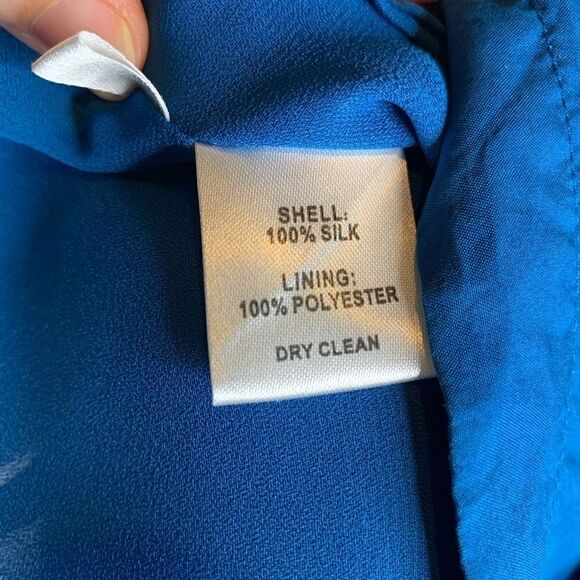 SHELL:
100% SILK
LINING:
100% POLYESTER
DRY CLEAN